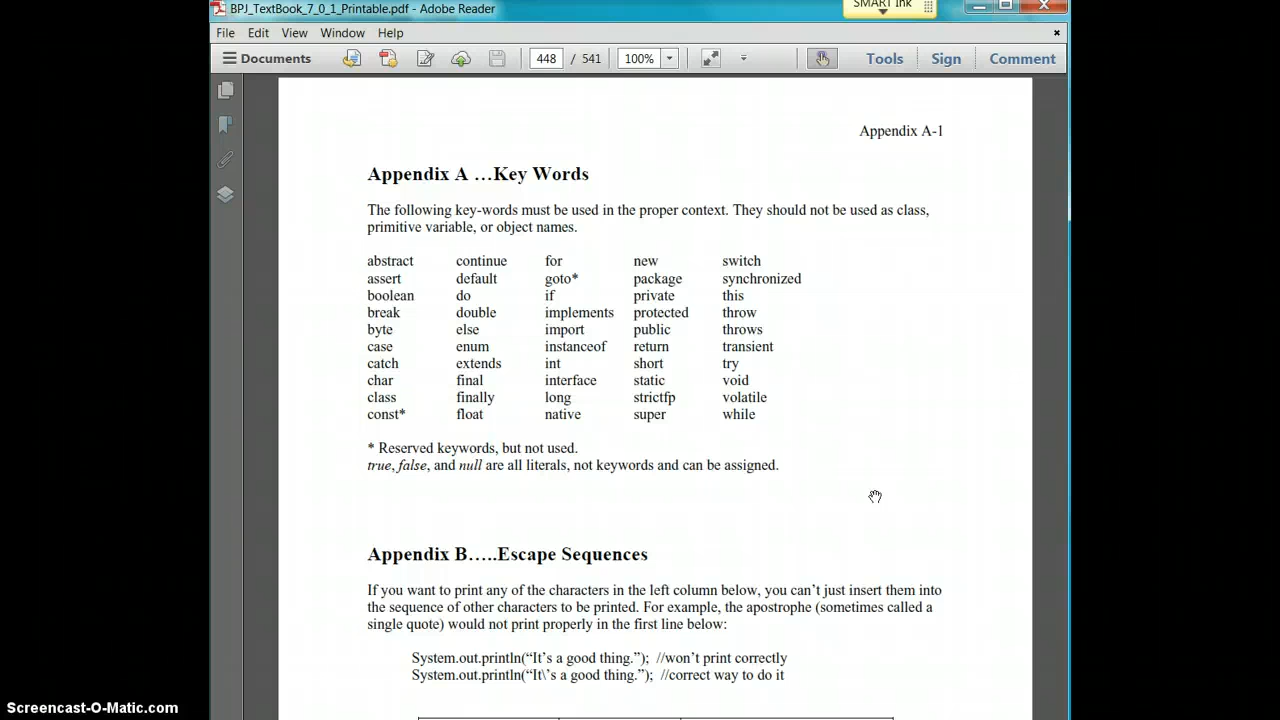 BPJ_TextBook_7_0_1_Printable.pdf - Adobe Reader
SMART Ink
File Edit View Window Help
Documents 448 / 541 100% Tools Sign Comment
Appendix A-1
Appendix A …Key Words
The following key-words must be used in the proper context. They should not be used as class,
primitive variable, or object names.
abstract continue for new switch
assert default goto* package synchronized
boolean do if private this
break double implements protected throw
byte else import public throws
case enum instanceof return transient
catch extends int short try
char final interface static void
class finally long strictfp volatile
const* float native super while
* Reserved keywords, but not used.
true, false, and null are all literals, not keywords and can be assigned.
Appendix B…..Escape Sequences
If you want to print any of the characters in the left column below, you can’t just insert them into
the sequence of other characters to be printed. For example, the apostrophe (sometimes called a
single quote) would not print properly in the first line below:
System.out.println(“It’s a good thing.”); //won’t print correctly
System.out.println(“It\’s a good thing.”); //correct way to do it
Screencast-O-Matic.com